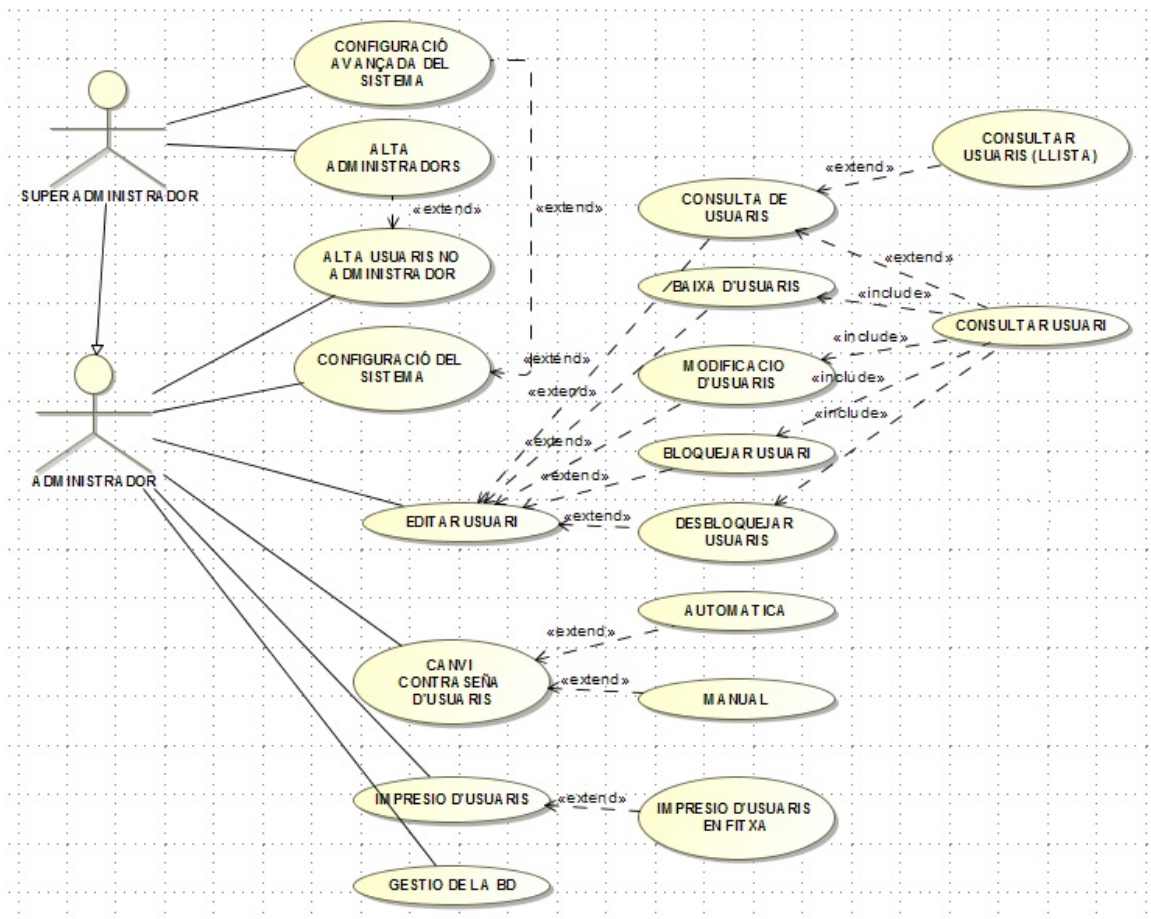 CONFIGURACIÓ
AVANÇADA DEL
SISTEMA
ALTA
ADMINISTRADORS
SUPERADMINISTRADOR
«extend»
«extend»
ALTA USUARIS NO
ADMINISTRADOR
CONFIGURACIÓ DEL
SISTEMA
ADMINISTRADOR
CONSULTAR
USUARIS (LLISTA)
«extend»
CONSULTA DE
USUARIS
«extend»
BAIXA D'USUARIS
«include»
CONSULTAR USUARI
«include»
«extend»
MODIFICACIO
D'USUARIS
«include»
«extend»
«include»
«extend»
BLOQUEJAR USUARI
«extend»
EDITAR USUARI
«extend»
DESBLOQUEJAR
USUARIS
AUTOMATICA
«extend»
CANVI
CONTRASEÑA
D'USUARIS
«extend»
MANUAL
IMPRESIO D'USUARIS
«extend»
IMPRESIO D'USUARIS
EN FITXA
GESTIO DE LA BD